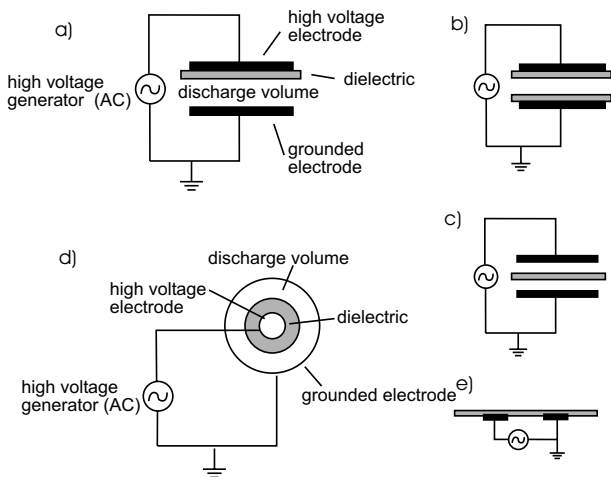 a)
high voltage
electrode
high voltage
generator (AC)
dielectric
discharge volume
grounded
electrode
b)
c)
d)
discharge volume
high voltage
electrode
dielectric
high voltage
generator (AC)
grounded electrode
e)